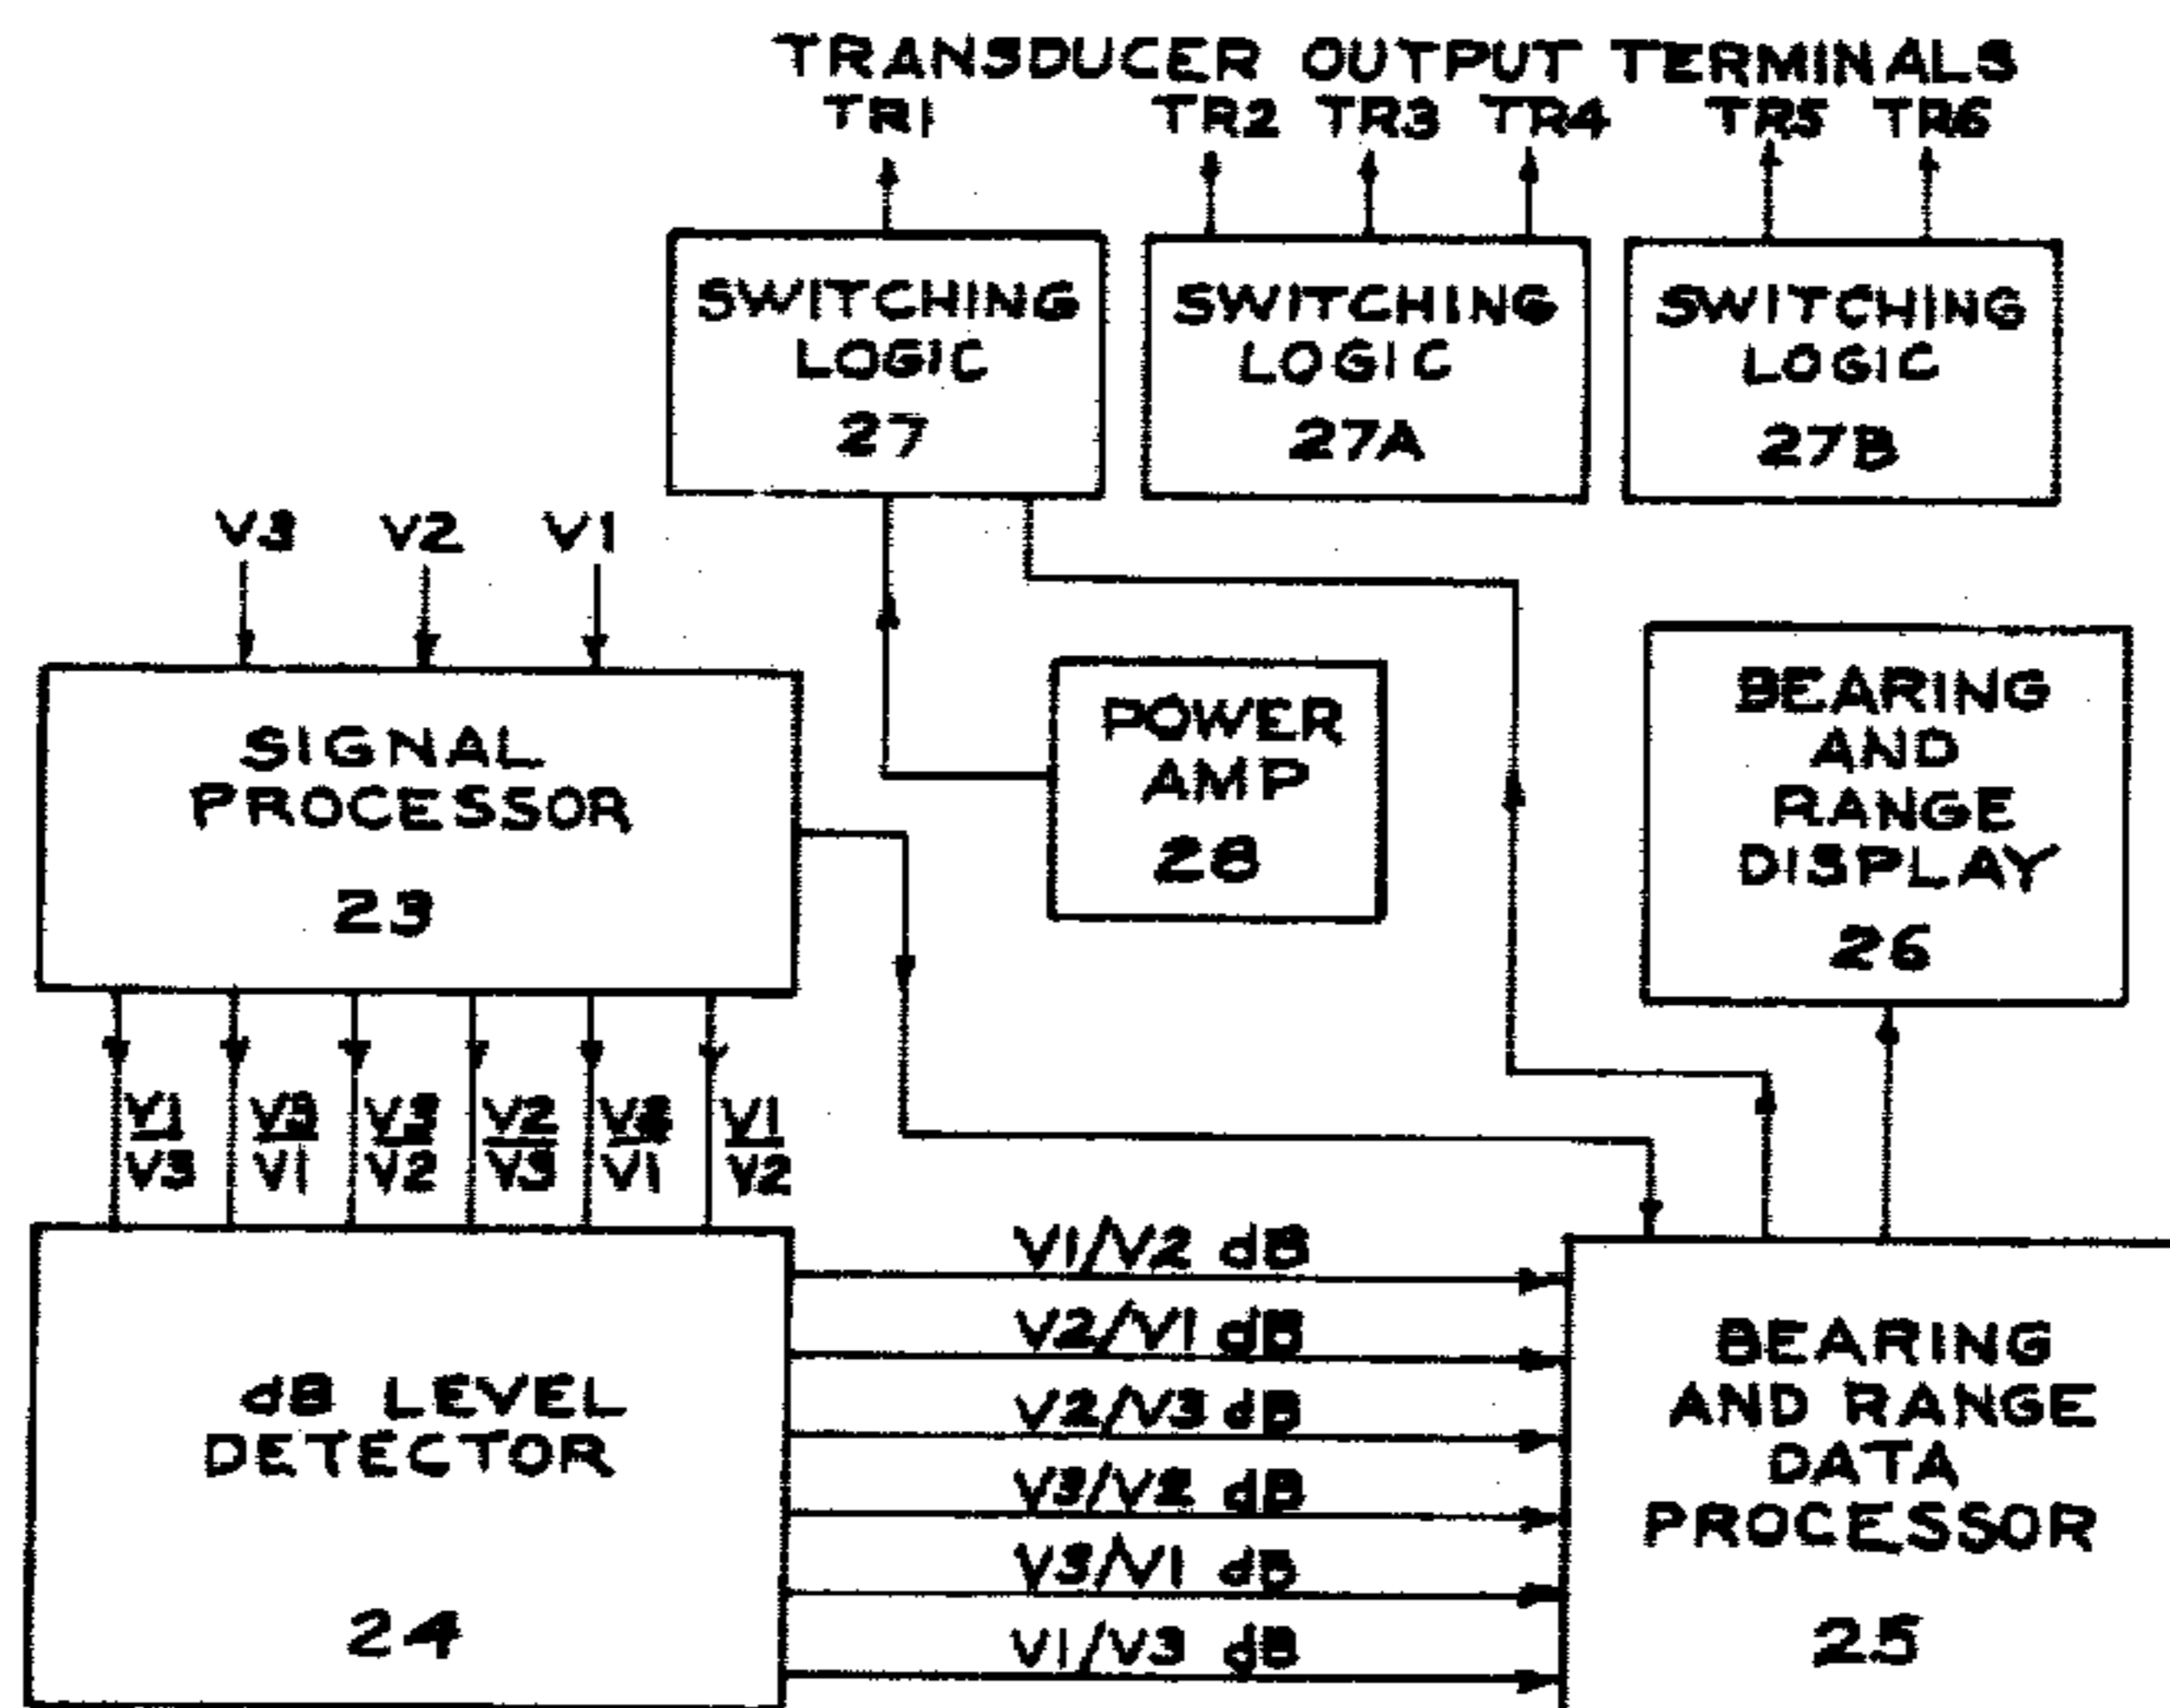 TRANSDUCER OUTPUT TERMINALS
TR1 TR2 TR3 TR4 TR5 TR6
SWITCHING
LOGIC
27
SWITCHING
LOGIC
27A
SWITCHING
LOGIC
27B
V3 V2 V1
SIGNAL
PROCESSOR
23
POWER
AMP
28
BEARING
AND
RANGE
DISPLAY
26
V1 V3 V3 V2 V2 V1
V3 V1 V2 V3 V1 V2
dB LEVEL
DETECTOR
24
V1/V2 dB
V2/V1 dB
V2/V3 dB
V3/V2 dB
V3/V1 dB
V1/V3 dB
BEARING
AND RANGE
DATA
PROCESSOR
25